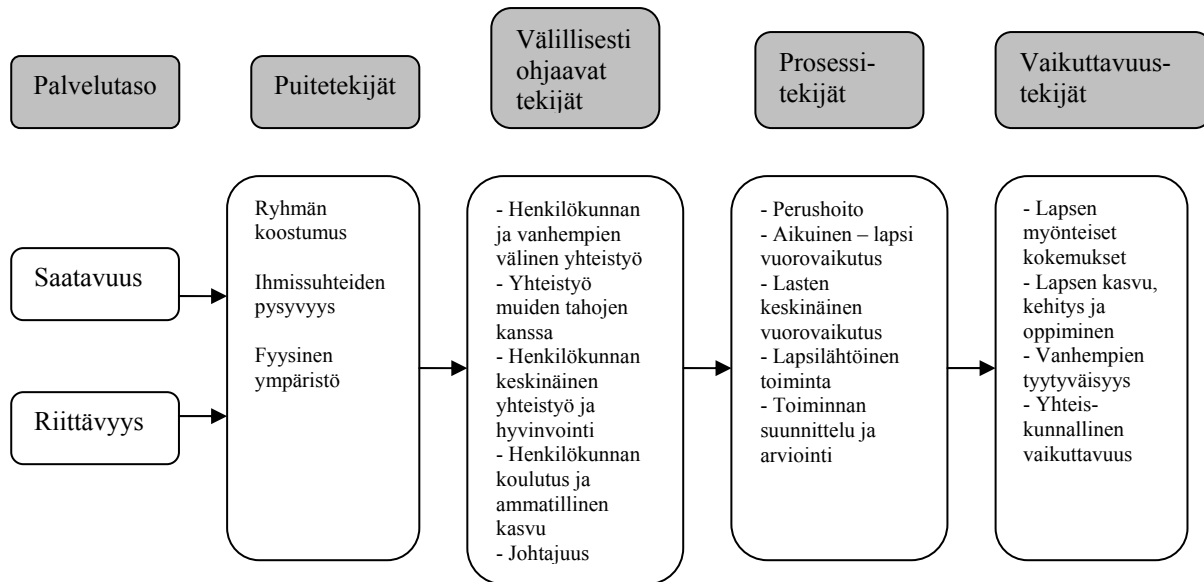 Palvelutaso
Puitetekijät
Välillisesti
ohjaavat
tekijät
Prosessi-
tekijät
Vaikuttavuus-
tekijät
Saatavuus
Riittävyys
Ryhmän
koostumus
Ihmissuhteiden
pysyvyys
Fyysinen
ympäristö
- Henkilökunnan
ja vanhempien
välinen yhteistyö
- Yhteistyö
muiden tahojen
kanssa
- Henkilökunnan
keskinäinen
yhteistyö ja
hyvinvointi
- Henkilökunnan
koulutus ja
ammatillinen
kasvu
- Johtajuus
- Perushoito
- Aikuinen – lapsi
vuorovaikutus
- Lasten
keskinäinen
vuorovaikutus
- Lapsilähtöinen
toiminta
- Toiminnan
suunnittelu ja
arviointi
- Lapsen
myönteiset
kokemukset
- Lapsen kasvu,
kehitys ja
oppiminen
- Vanhempien
tyytyväisyys
- Yhteis-
kunnallinen
vaikuttavuus